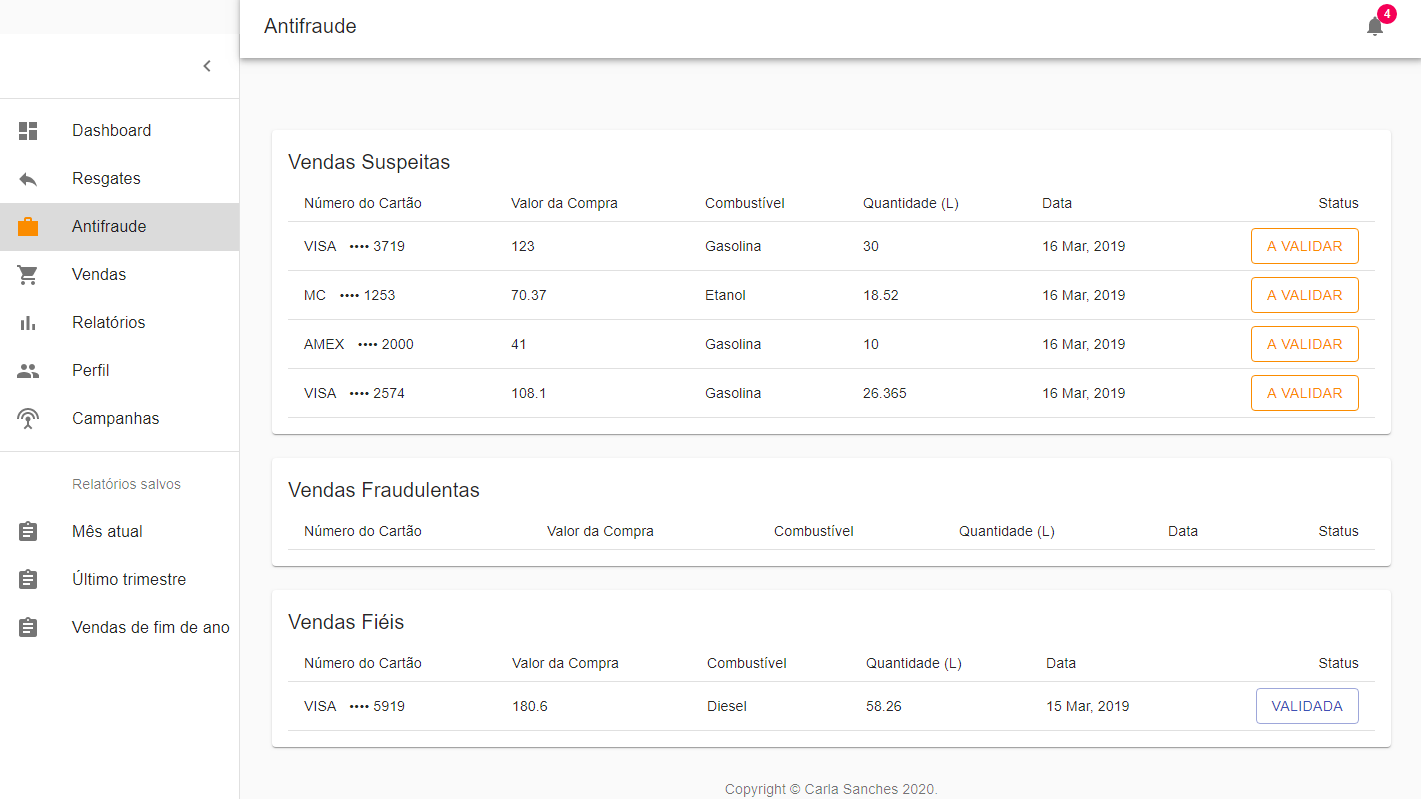 Antifraude
4
Dashboard
Resgates
Antifraude
Vendas
Relatórios
Perfil
Campanhas
Relatórios salvos
Mês atual
Último trimestre
Vendas de fim de ano
Vendas Suspeitas
Número do Cartão Valor da Compra Combustível Quantidade (L) Data Status
VISA •••• 3719 123 Gasolina 30 16 Mar, 2019 A VALIDAR
MC •••• 1253 70.37 Etanol 18.52 16 Mar, 2019 A VALIDAR
AMEX •••• 2000 41 Gasolina 10 16 Mar, 2019 A VALIDAR
VISA •••• 2574 108.1 Gasolina 26.365 16 Mar, 2019 A VALIDAR
Vendas Fraudulentas
Número do Cartão Valor da Compra Combustível Quantidade (L) Data Status
Vendas Fiéis
Número do Cartão Valor da Compra Combustível Quantidade (L) Data Status
VISA •••• 5919 180.6 Diesel 58.26 15 Mar, 2019 VALIDADA
Copyright © Carla Sanches 2020.